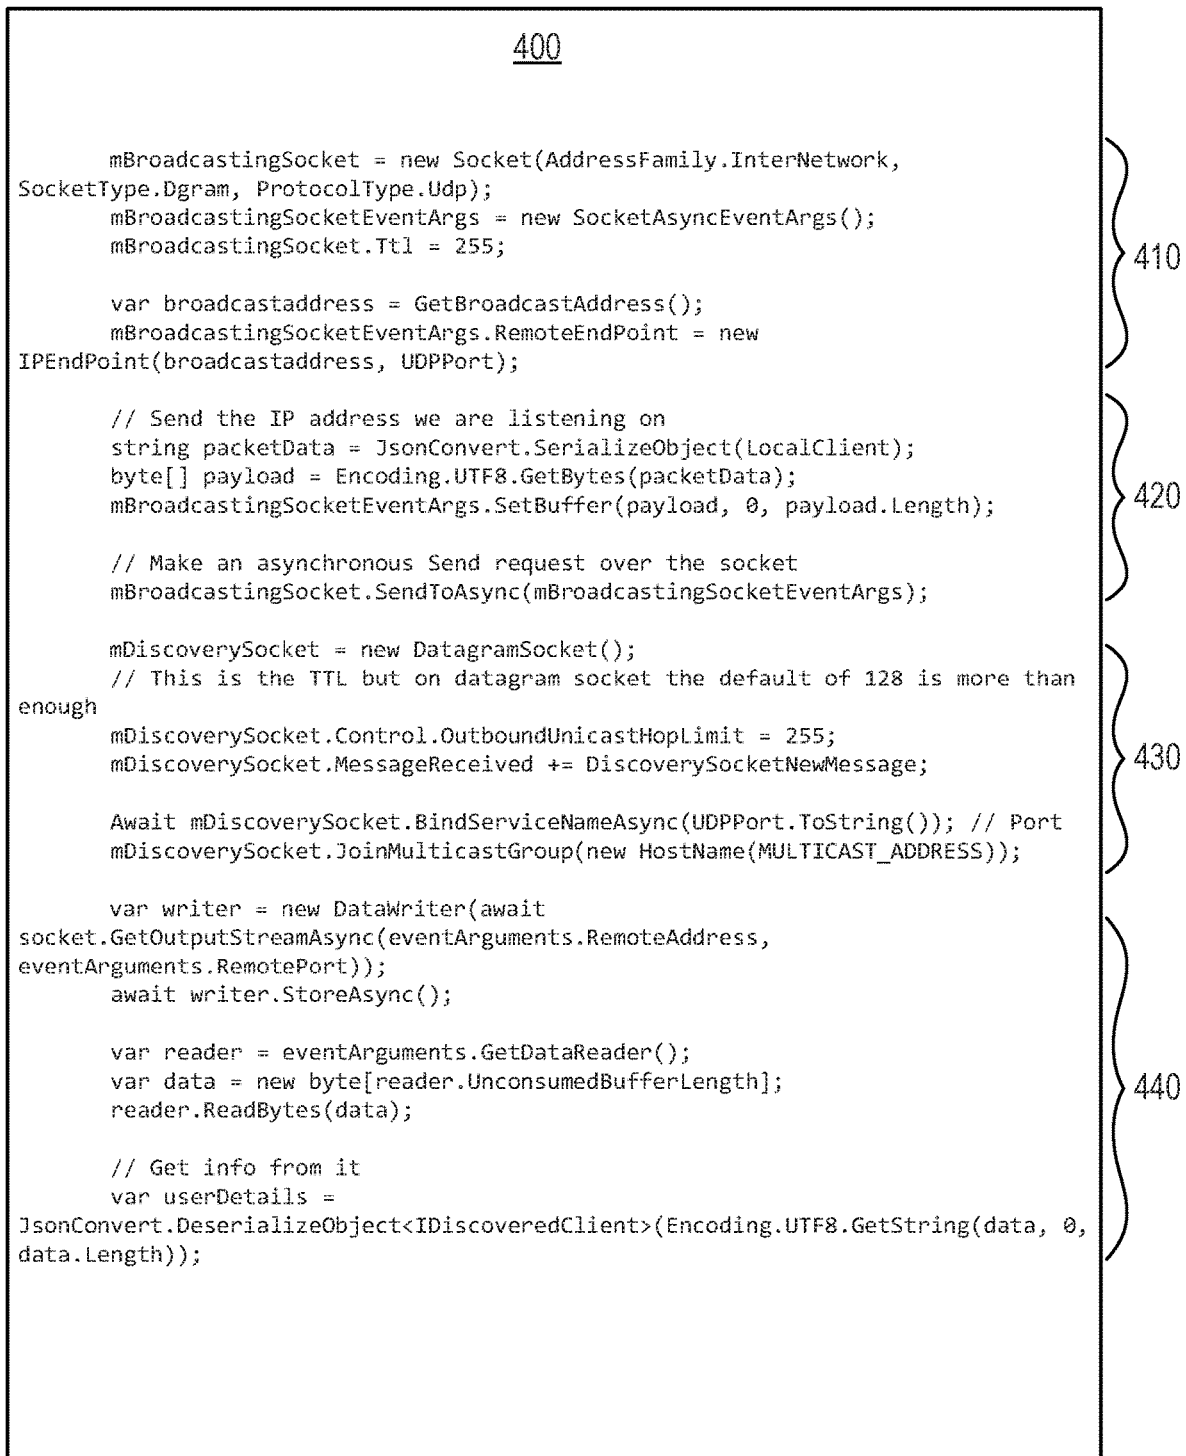 400
mBroadcastingSocket = new Socket(AddressFamily.InterNetwork,
SocketType.Dgram, ProtocolType.Udp);
mBroadcastingSocketEventArgs = new SocketAsyncEventArgs();
mBroadcastingSocket.Ttl = 255;
410
var broadcastaddress = GetBroadcastAddress();
mBroadcastingSocketEventArgs.RemoteEndPoint = new
IPEndPoint(broadcastaddress, UDPPort);
// Send the IP address we are listening on
string packetData = JsonConvert.SerializeObject(LocalClient);
byte[] payload = Encoding.UTF8.GetBytes(packetData);
mBroadcastingSocketEventArgs.SetBuffer(payload, 0, payload.Length);
420
// Make an asynchronous Send request over the socket
mBroadcastingSocket.SendToAsync(mBroadcastingSocketEventArgs);
mDiscoverySocket = new DatagramSocket();
// This is the TTL but on datagram socket the default of 128 is more than
enough
mDiscoverySocket.Control.OutboundUnicastHopLimit = 255;
mDiscoverySocket.MessageReceived += DiscoverySocketNewMessage;
430
Await mDiscoverySocket.BindServiceNameAsync(UDPPort.ToString()); // Port
mDiscoverySocket.JoinMulticastGroup(new HostName(MULTICAST_ADDRESS));
var writer = new DataWriter(await
socket.GetOutputStreamAsync(eventArguments.RemoteAddress,
eventArguments.RemotePort));
await writer.StoreAsync();
var reader = eventArguments.GetDataReader();
var data = new byte[reader.UnconsumedBufferLength];
440
reader.ReadBytes(data);
// Get info from it
var userDetails =
JsonConvert.DeserializeObject<IDiscoveredClient>(Encoding.UTF8.GetString(data, 0,
data.Length));